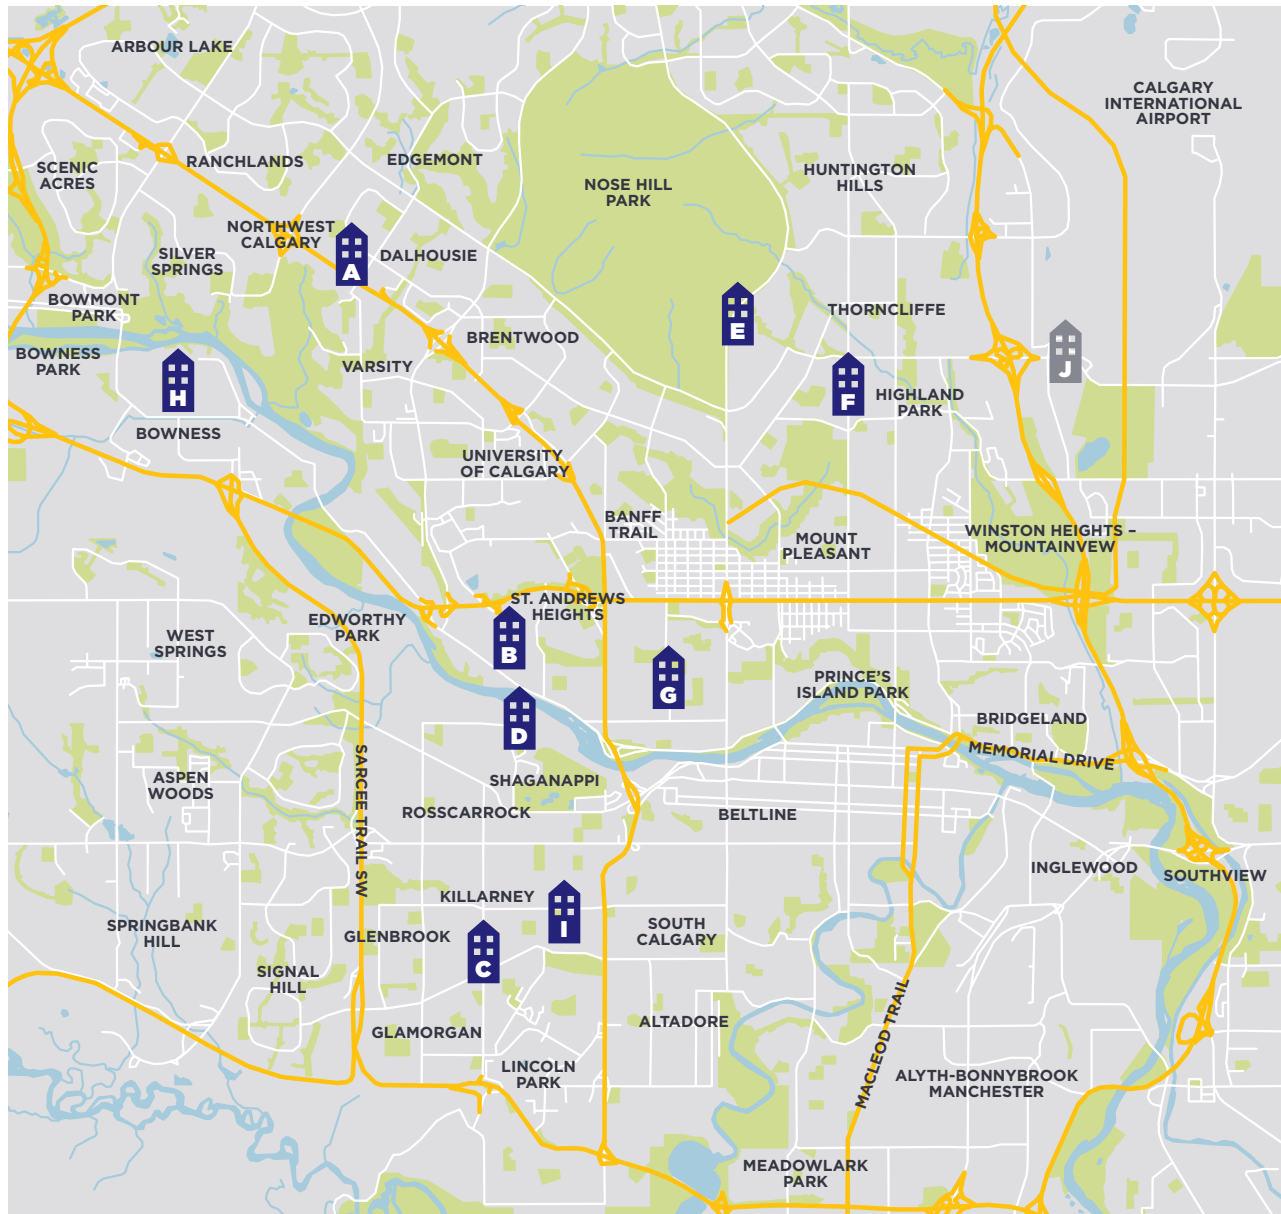 ARBOUR LAKE
CALGARY
INTERNATIONAL
AIRPORT
RANCHLANDS
EDGEMONT
SCENIC
ACRES
HUNTINGTON
HILLS
NOSE HILL
PARK
NORTHWEST
CALGARY
SILVER
SPRINGS
DALHOUSIE
A
BOWMONT
PARK
THORNCLIFFE
E
BRENTWOOD
BOWNESS
PARK
VARSITY
J
H
F
HIGHLAND
PARK
BOWNESS
UNIVERSITY
OF CALGARY
BANFF
TRAIL
MOUNT
PLEASANT
WINSTON HEIGHTS –
MOUNTAINVEW
ST. ANDREWS
HEIGHTS
EDWORTHY
PARK
WEST
SPRINGS
B
G
PRINCE'S
ISLAND PARK
D
BRIDGELAND
MEMORIAL DRIVE
SARCEE TRAIL SW
ASPEN
WOODS
SHAGANAPPI
ROSSCARROCK
BELTLINE
INGLEWOOD
SOUTHVIEW
KILLARNEY
I
SPRINGBANK
HILL
GLENBROOK
SOUTH
CALGARY
C
SIGNAL
HILL
GLAMORGAN
ALTADORE
MACLEOD TRAIL
LINCOLN
PARK
ALYTH-BONNYBROOK
MANCHESTER
MEADOWLARK
PARK